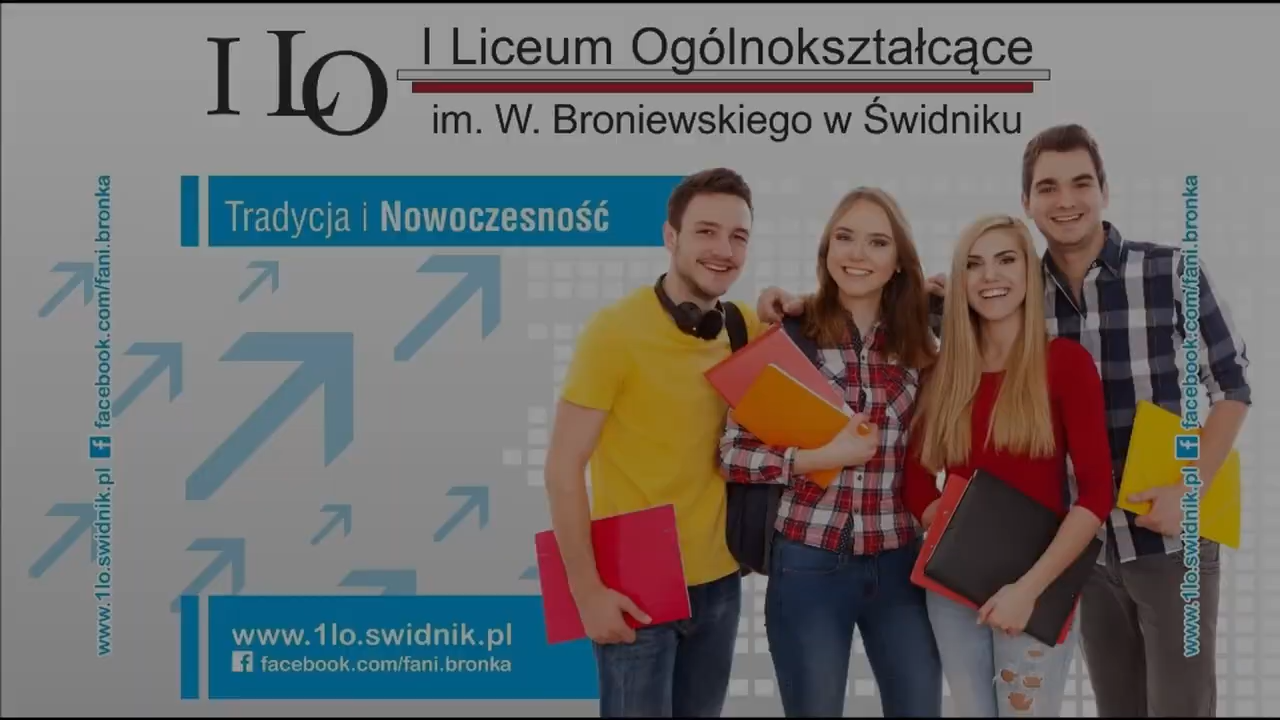 I LO
I Liceum Ogólnokształcące
im. W. Broniewskiego w Świdniku
Tradycja i Nowoczesność
www.1lo.swidnik.pl facebook.com/fani.bronka
www.1lo.swidnik.pl facebook.com/fani.bronka
www.1lo.swidnik.pl
facebook.com/fani.bronka